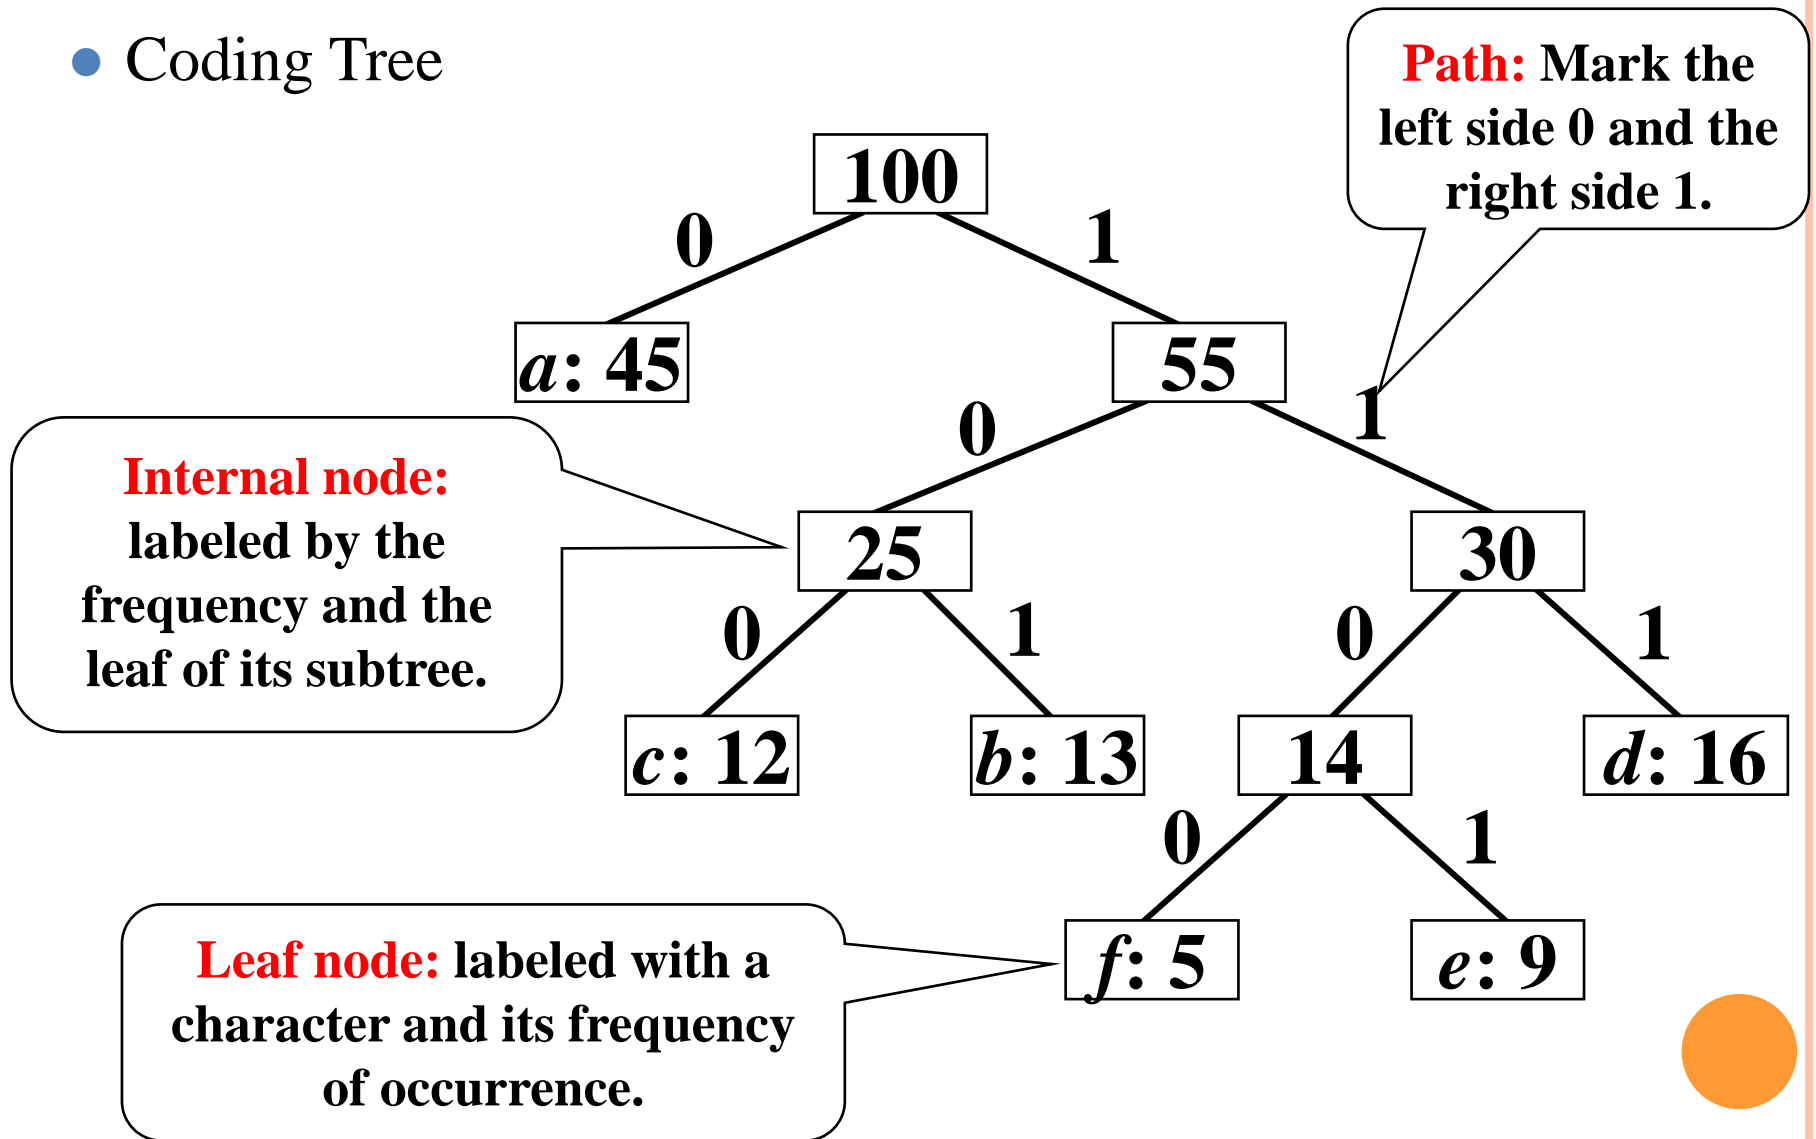 Coding Tree
Path: Mark the
left side 0 and the
right side 1.
100
0
1
a: 45
55
0
1
Internal node:
labeled by the
frequency and the
leaf of its subtree.
25
30
0
1
0
1
c: 12
b: 13
14
d: 16
0
1
Leaf node: labeled with a
character and its frequency
of occurrence.
f: 5
e: 9